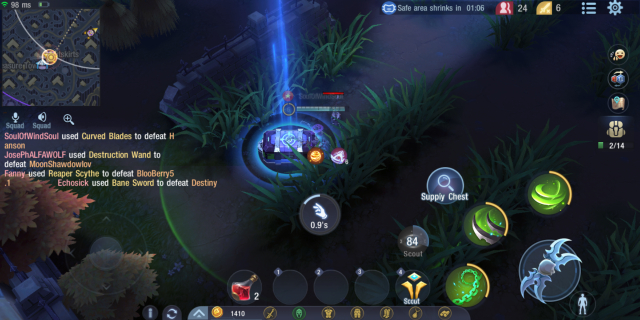 98 ms
Safe area shrinks in 01:06
24
6
Squad
Squad
SoulOfWindSoul used Curved Blades to defeat H
anson
JosePhALFAWOLF used Destruction Wand to
defeat MoonShawdowlov
Fanny used Reaper Scythe to defeat BlooBerry5
.1 Echosick used Bane Sword to defeat Destiny
2/14
Supply Chest
0.9's
84
Scout
2
1
2
3
4
Scout
1410